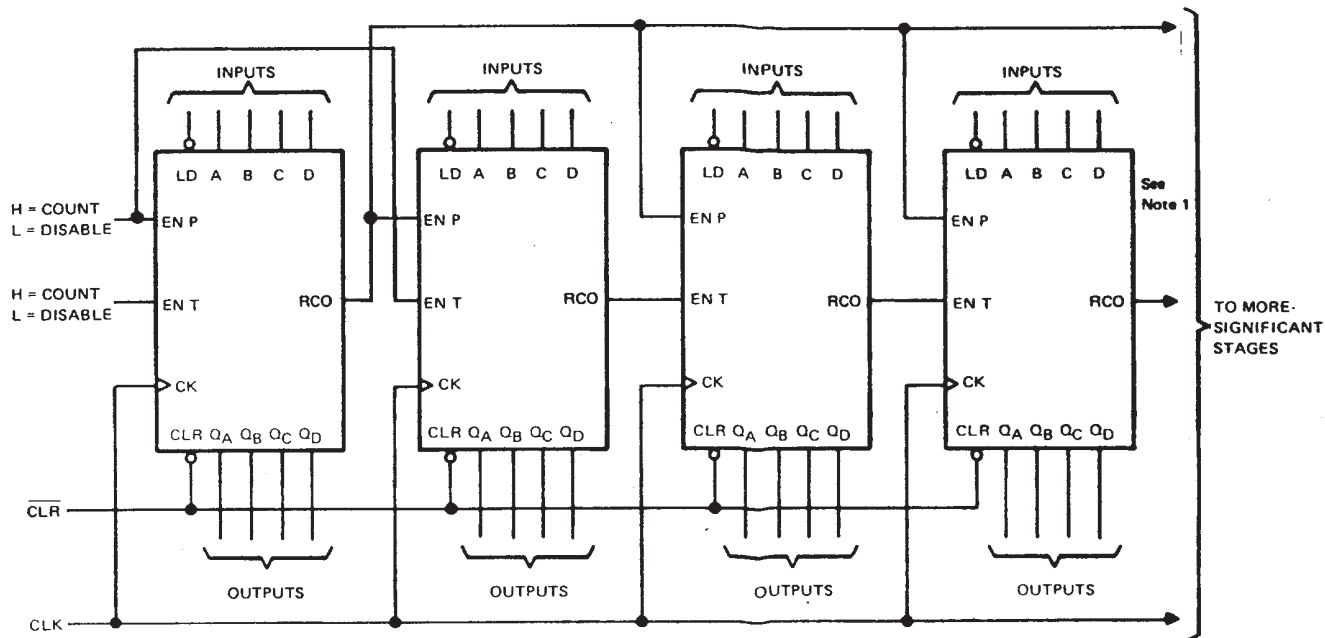 INPUTS INPUTS INPUTS INPUTS
LD A B C D LD A B C D LD A B C D LD A B C D
See
Note 1
H = COUNT
L = DISABLE
EN P EN P EN P EN P
H = COUNT
L = DISABLE
EN T RCO EN T RCO EN T RCO EN T RCO
TO MORE-
SIGNIFICANT
STAGES
CK CK CK CK
CLR QA QB QC QD CLR QA QB QC QD CLR QA QB QC QD CLR QA QB QC QD
CLR
OUTPUTS OUTPUTS OUTPUTS OUTPUTS
CLK